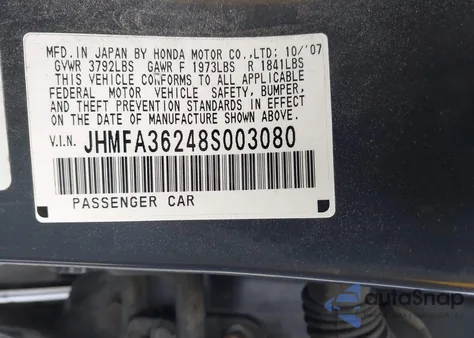 MFD. IN JAPAN BY HONDA MOTOR CO.,LTD: 10/'07
GVWR 3792LBS GAWR F 1973LBS R 1841LBS
THIS VEHICLE CONFORMS TO ALL APPLICABLE
FEDERAL MOTOR VEHICLE SAFETY, BUMPER,
AND THEFT PREVENTION STANDARDS IN EFFECT
ON THE DATE OF MANUFACTURE SHOWN ABOVE.
V.I.N. JHMFA36248S003080
PASSENGER CAR
autoSnap